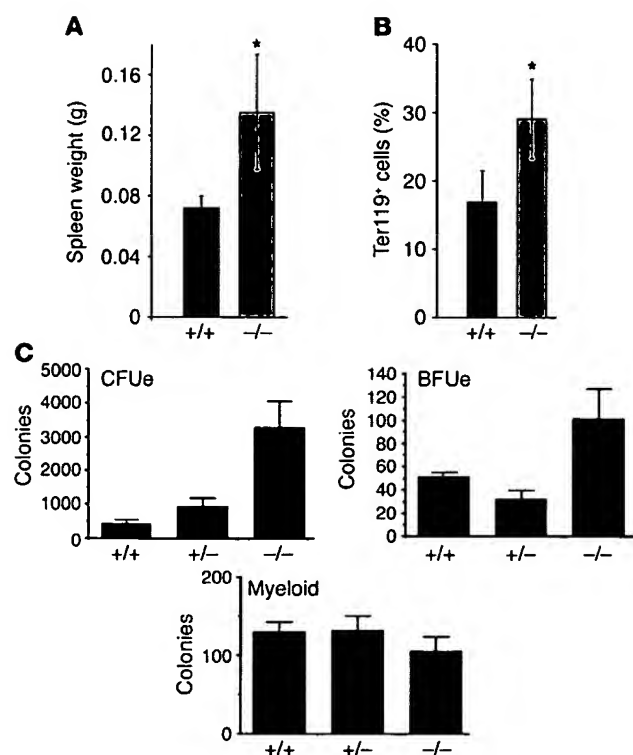 A
Spleen weight (g)
0.16
0.12
0.08
0.04
0
*
+/+ –/–
B
Ter119+ cells (%)
40
30
20
10
0
*
+/+ –/–
C
CFUe
Colonies
5000
4000
3000
2000
1000
0
+/+ +/– –/–
BFUe
Colonies
140
120
100
80
60
40
20
0
+/+ +/– –/–
Myeloid
Colonies
200
100
0
+/+ +/– –/–